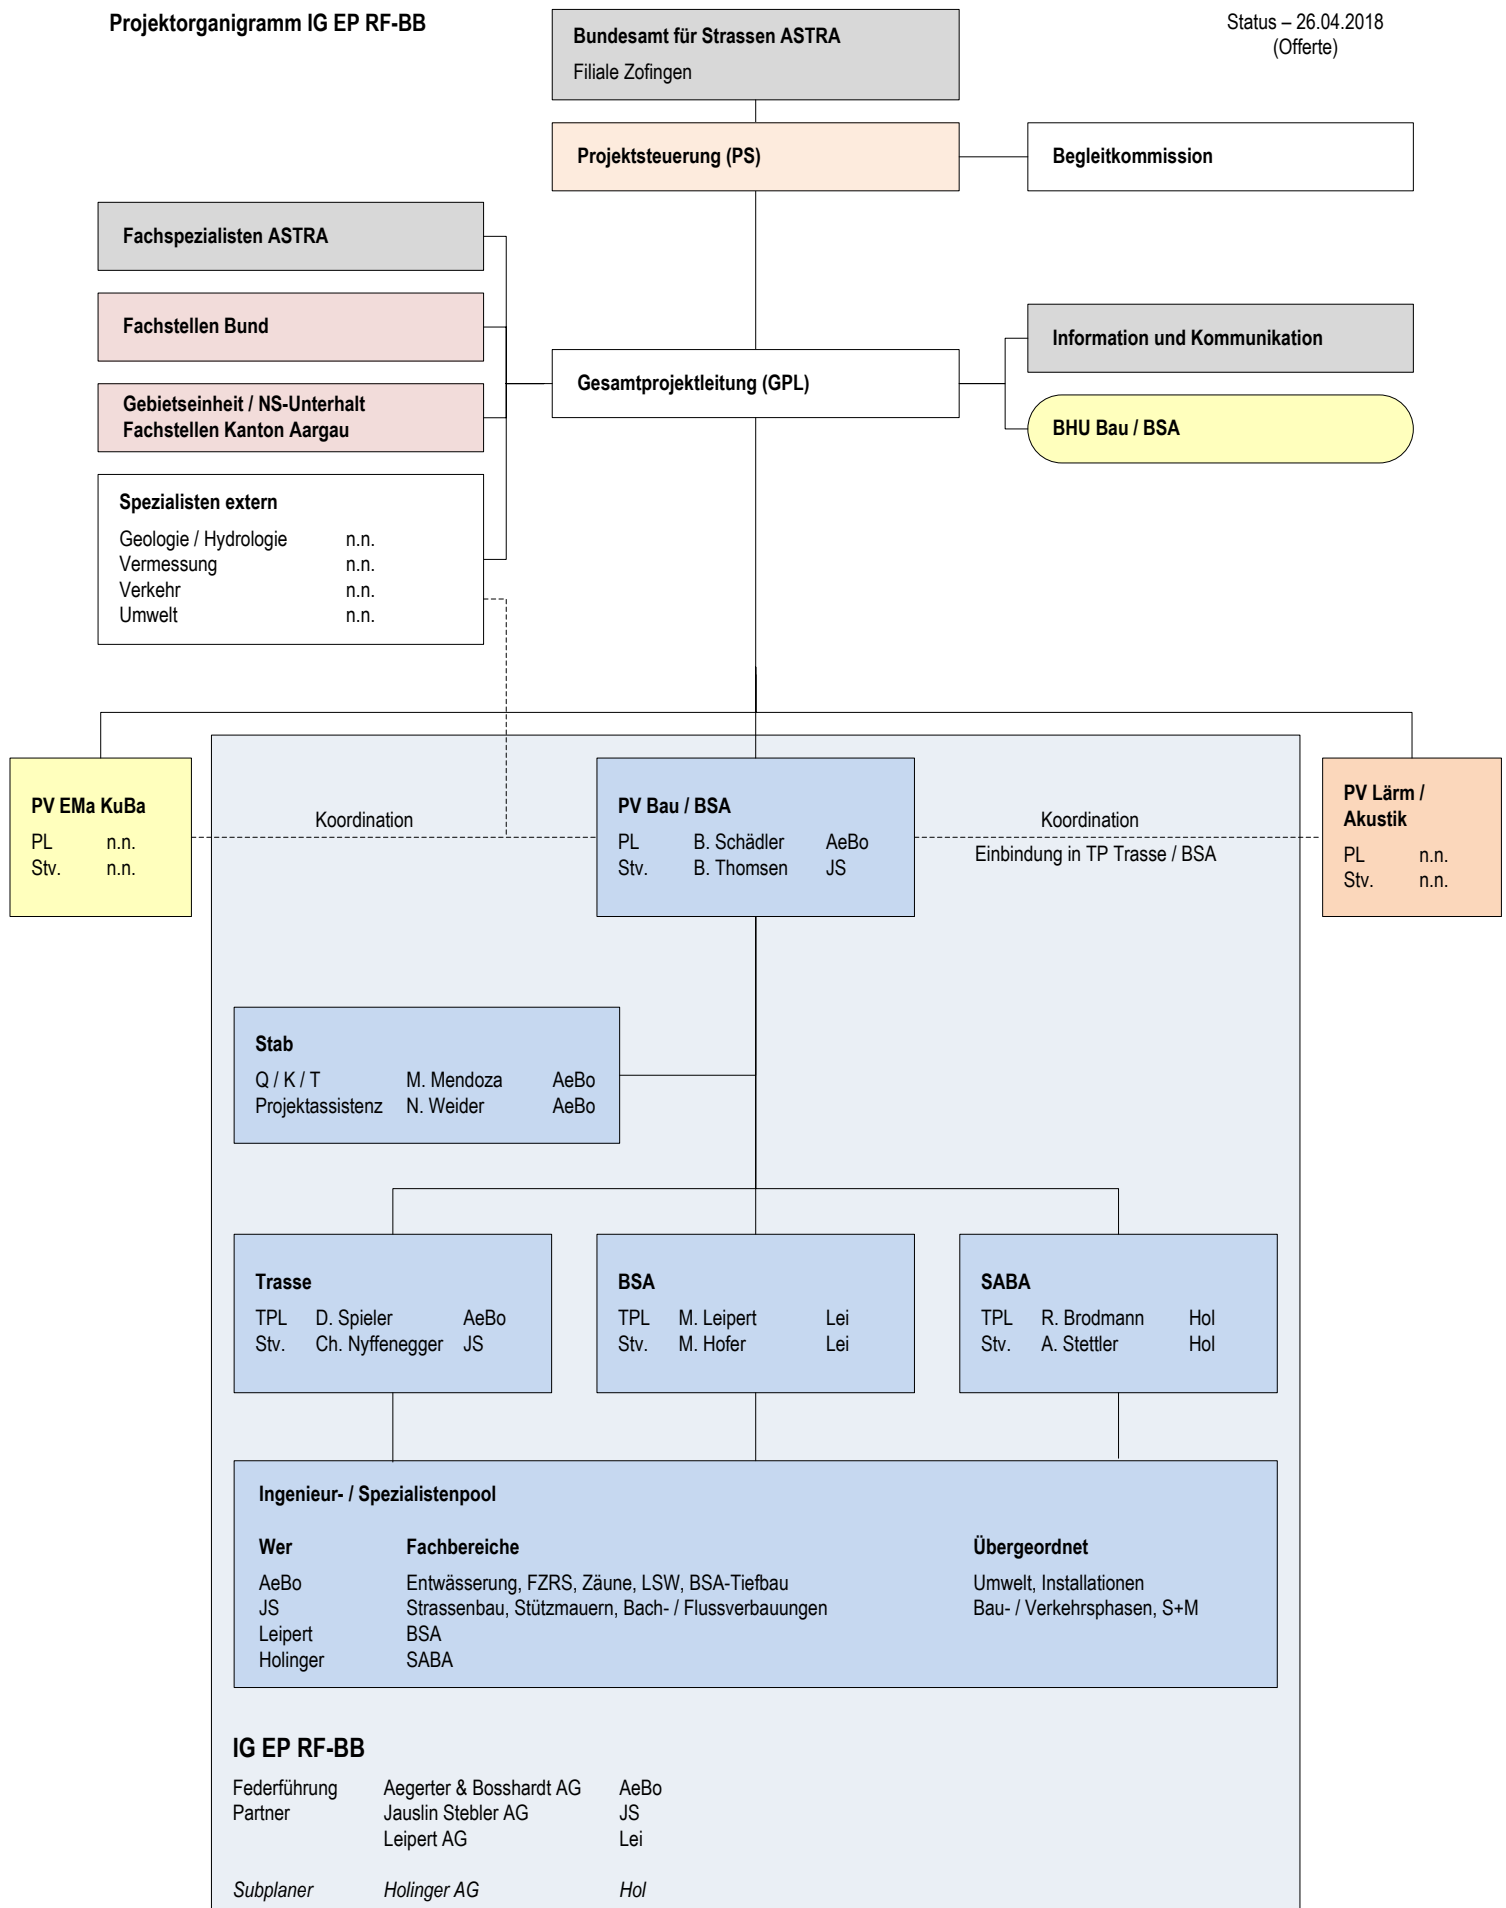 Projektorganigramm IG EP RF-BB
Status – 26.04.2018
(Offerte)
Bundesamt für Strassen ASTRA
Filiale Zofingen
Projektsteuerung (PS)
Begleitkommission
Fachspezialisten ASTRA
Fachstellen Bund
Gebietseinheit / NS-Unterhalt
Fachstellen Kanton Aargau
Spezialisten extern
Geologie / Hydrologie n.n.
Vermessung n.n.
Verkehr n.n.
Umwelt n.n.
Gesamtprojektleitung (GPL)
Information und Kommunikation
BHU Bau / BSA
PV EMa KuBa
PL n.n.
Stv. n.n.
Koordination
PV Bau / BSA
PL B. Schädler AeBo
Stv. B. Thomsen JS
Koordination
Einbindung in TP Trasse / BSA
PV Lärm /
Akustik
PL n.n.
Stv. n.n.
Stab
Q / K / T M. Mendoza AeBo
Projektassistenz N. Weider AeBo
Trasse
TPL D. Spieler AeBo
Stv. Ch. Nyffenegger JS
BSA
TPL M. Leipert Lei
Stv. M. Hofer Lei
SABA
TPL R. Brodmann Hol
Stv. A. Stettler Hol
Ingenieur- / Spezialistenpool
Wer Fachbereiche Übergeordnet
AeBo Entwässerung, FZRS, Zäune, LSW, BSA-Tiefbau Umwelt, Installationen
JS Strassenbau, Stützmauern, Bach- / Flussverbauungen Bau- / Verkehrsphasen, S+M
Leipert BSA
Holinger SABA
IG EP RF-BB
Federführung Aegerter & Bosshardt AG AeBo
Partner Jauslin Stebler AG JS
Leipert AG Lei
Subplaner Holinger AG Hol